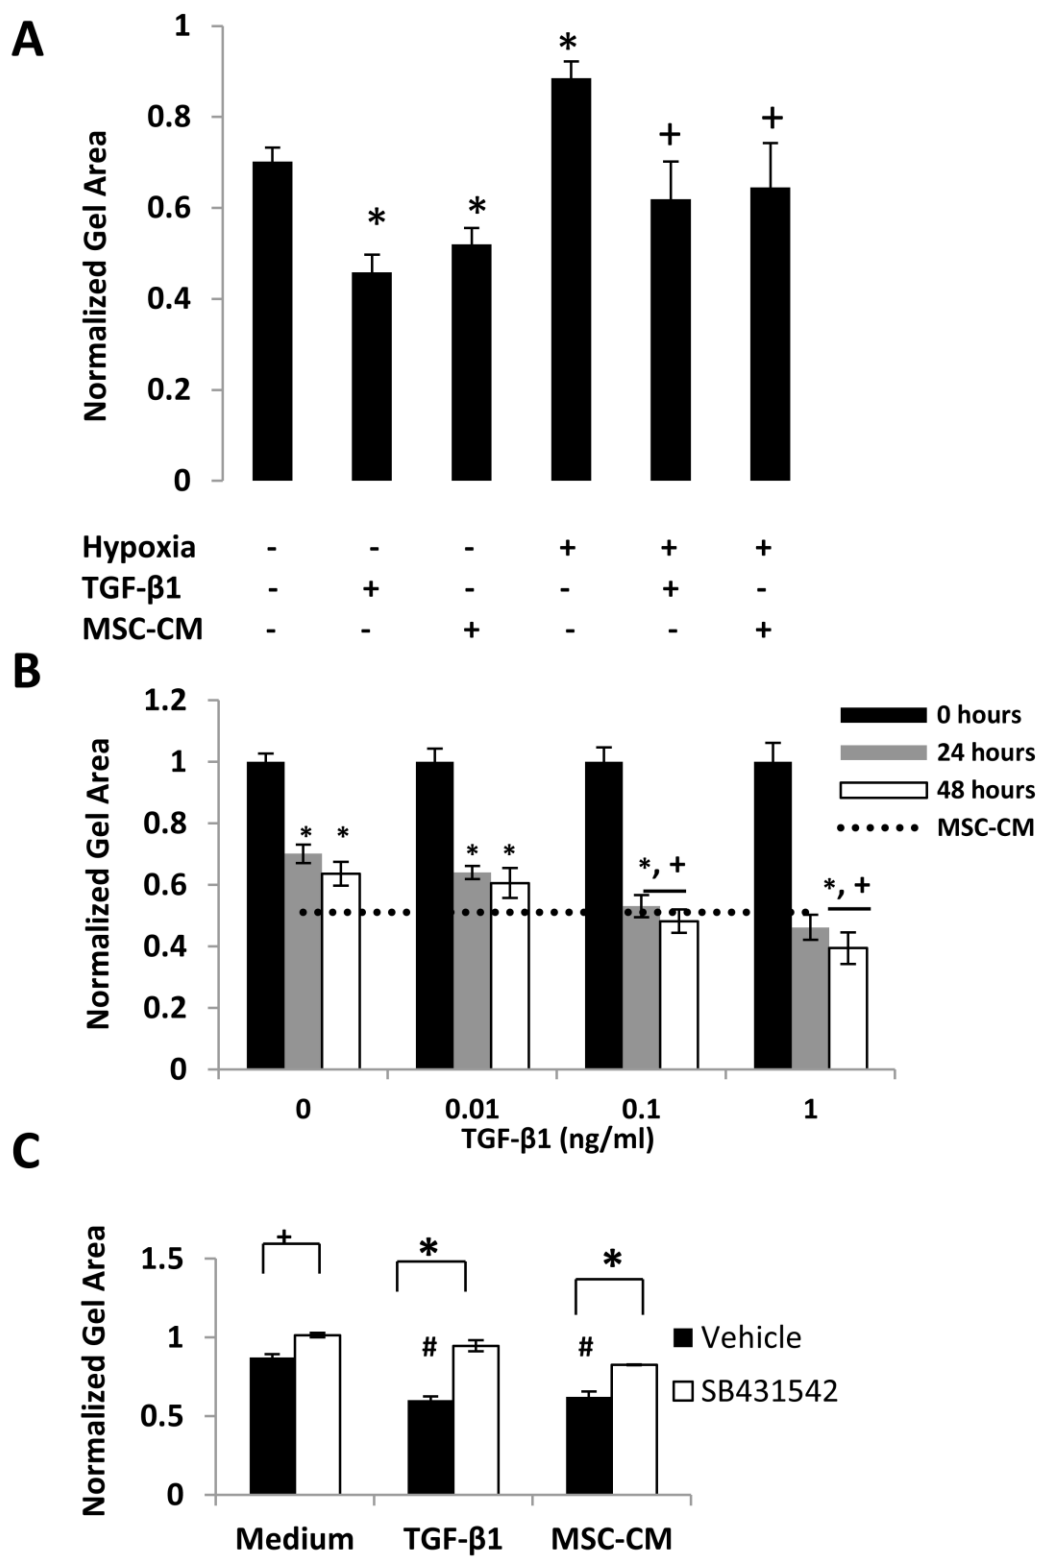 A
Normalized Gel Area
1
0.8
0.6
0.4
0.2
0
* * * + +
Hypoxia - - - + + +
TGF-β1 - + - - + -
MSC-CM - - + - - +
B
Normalized Gel Area
1.2
1
0.8
0.6
0.4
0.2
0
* * * * *, + *, +
0 hours
24 hours
48 hours
MSC-CM
0 0.01 0.1 1
TGF-β1 (ng/ml)
C
Normalized Gel Area
1.5
1
0.5
0
+ * *
# #
Vehicle
SB431542
Medium TGF-β1 MSC-CM